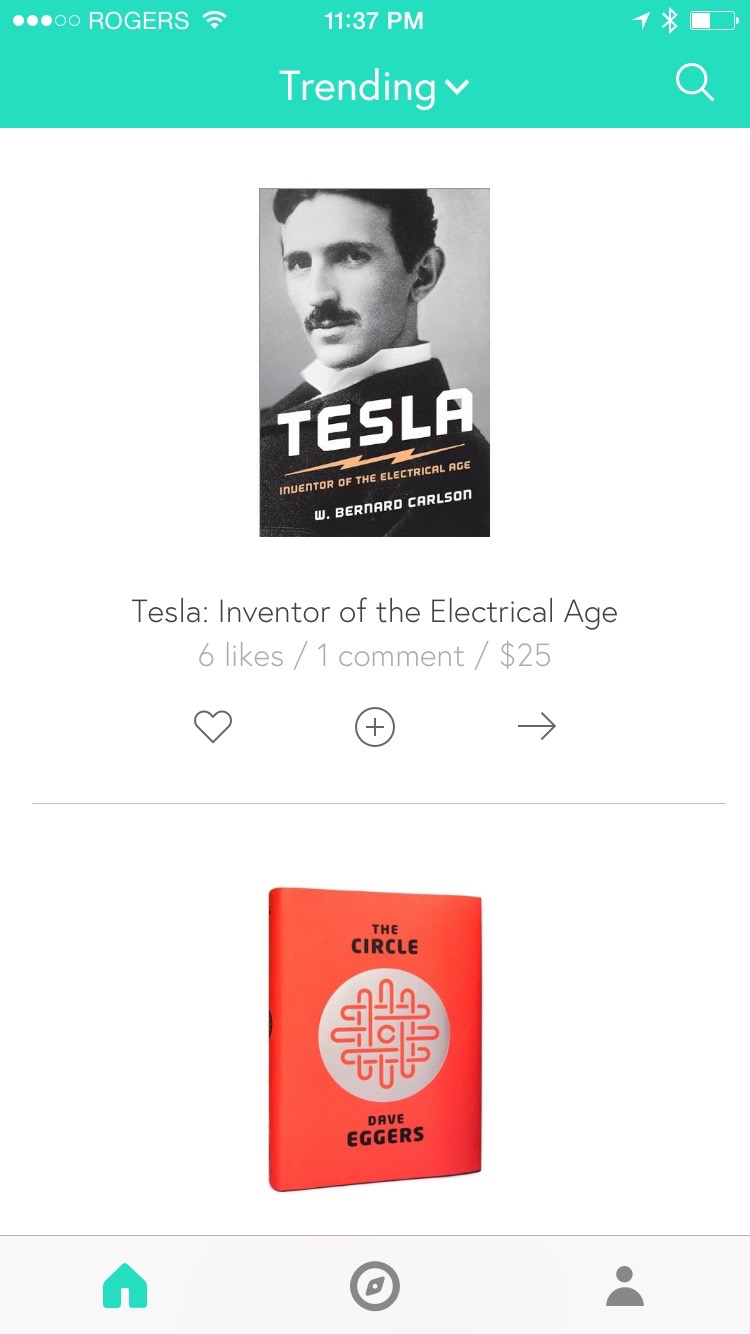 ROGERS 11:37 PM
Trending
TESLA
INVENTOR OF THE ELECTRICAL AGE
W. BERNARD CARLSON
Tesla: Inventor of the Electrical Age
6 likes / 1 comment / $25
THE
CIRCLE
C
DAVE
EGGERS